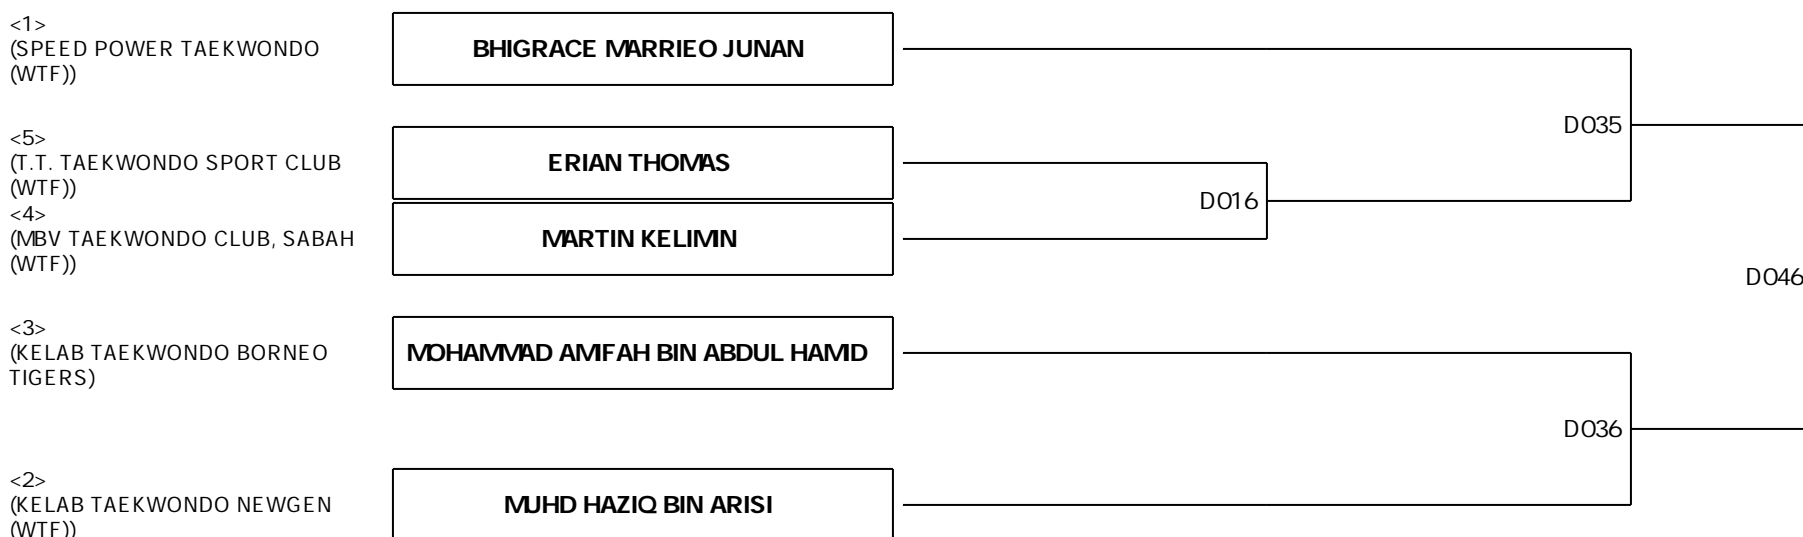 <1>
(SPEED POWER TAEKWONDO
(WTF))
BHIGRACE MARRIEO JUNAN
D035
<5>
(T.T. TAEKWONDO SPORT CLUB
(WTF))
ERIAN THOMAS
D016
<4>
(MBV TAEKWONDO CLUB, SABAH
(WTF))
MARTIN KELIMIN
D046
<3>
(KELAB TAEKWONDO BORNEO
TIGERS)
MOHAMMAD AMIFAH BIN ABDUL HAMID
D036
<2>
(KELAB TAEKWONDO NEWGEN
(WTF))
MUHD HAZIQ BIN ARISI